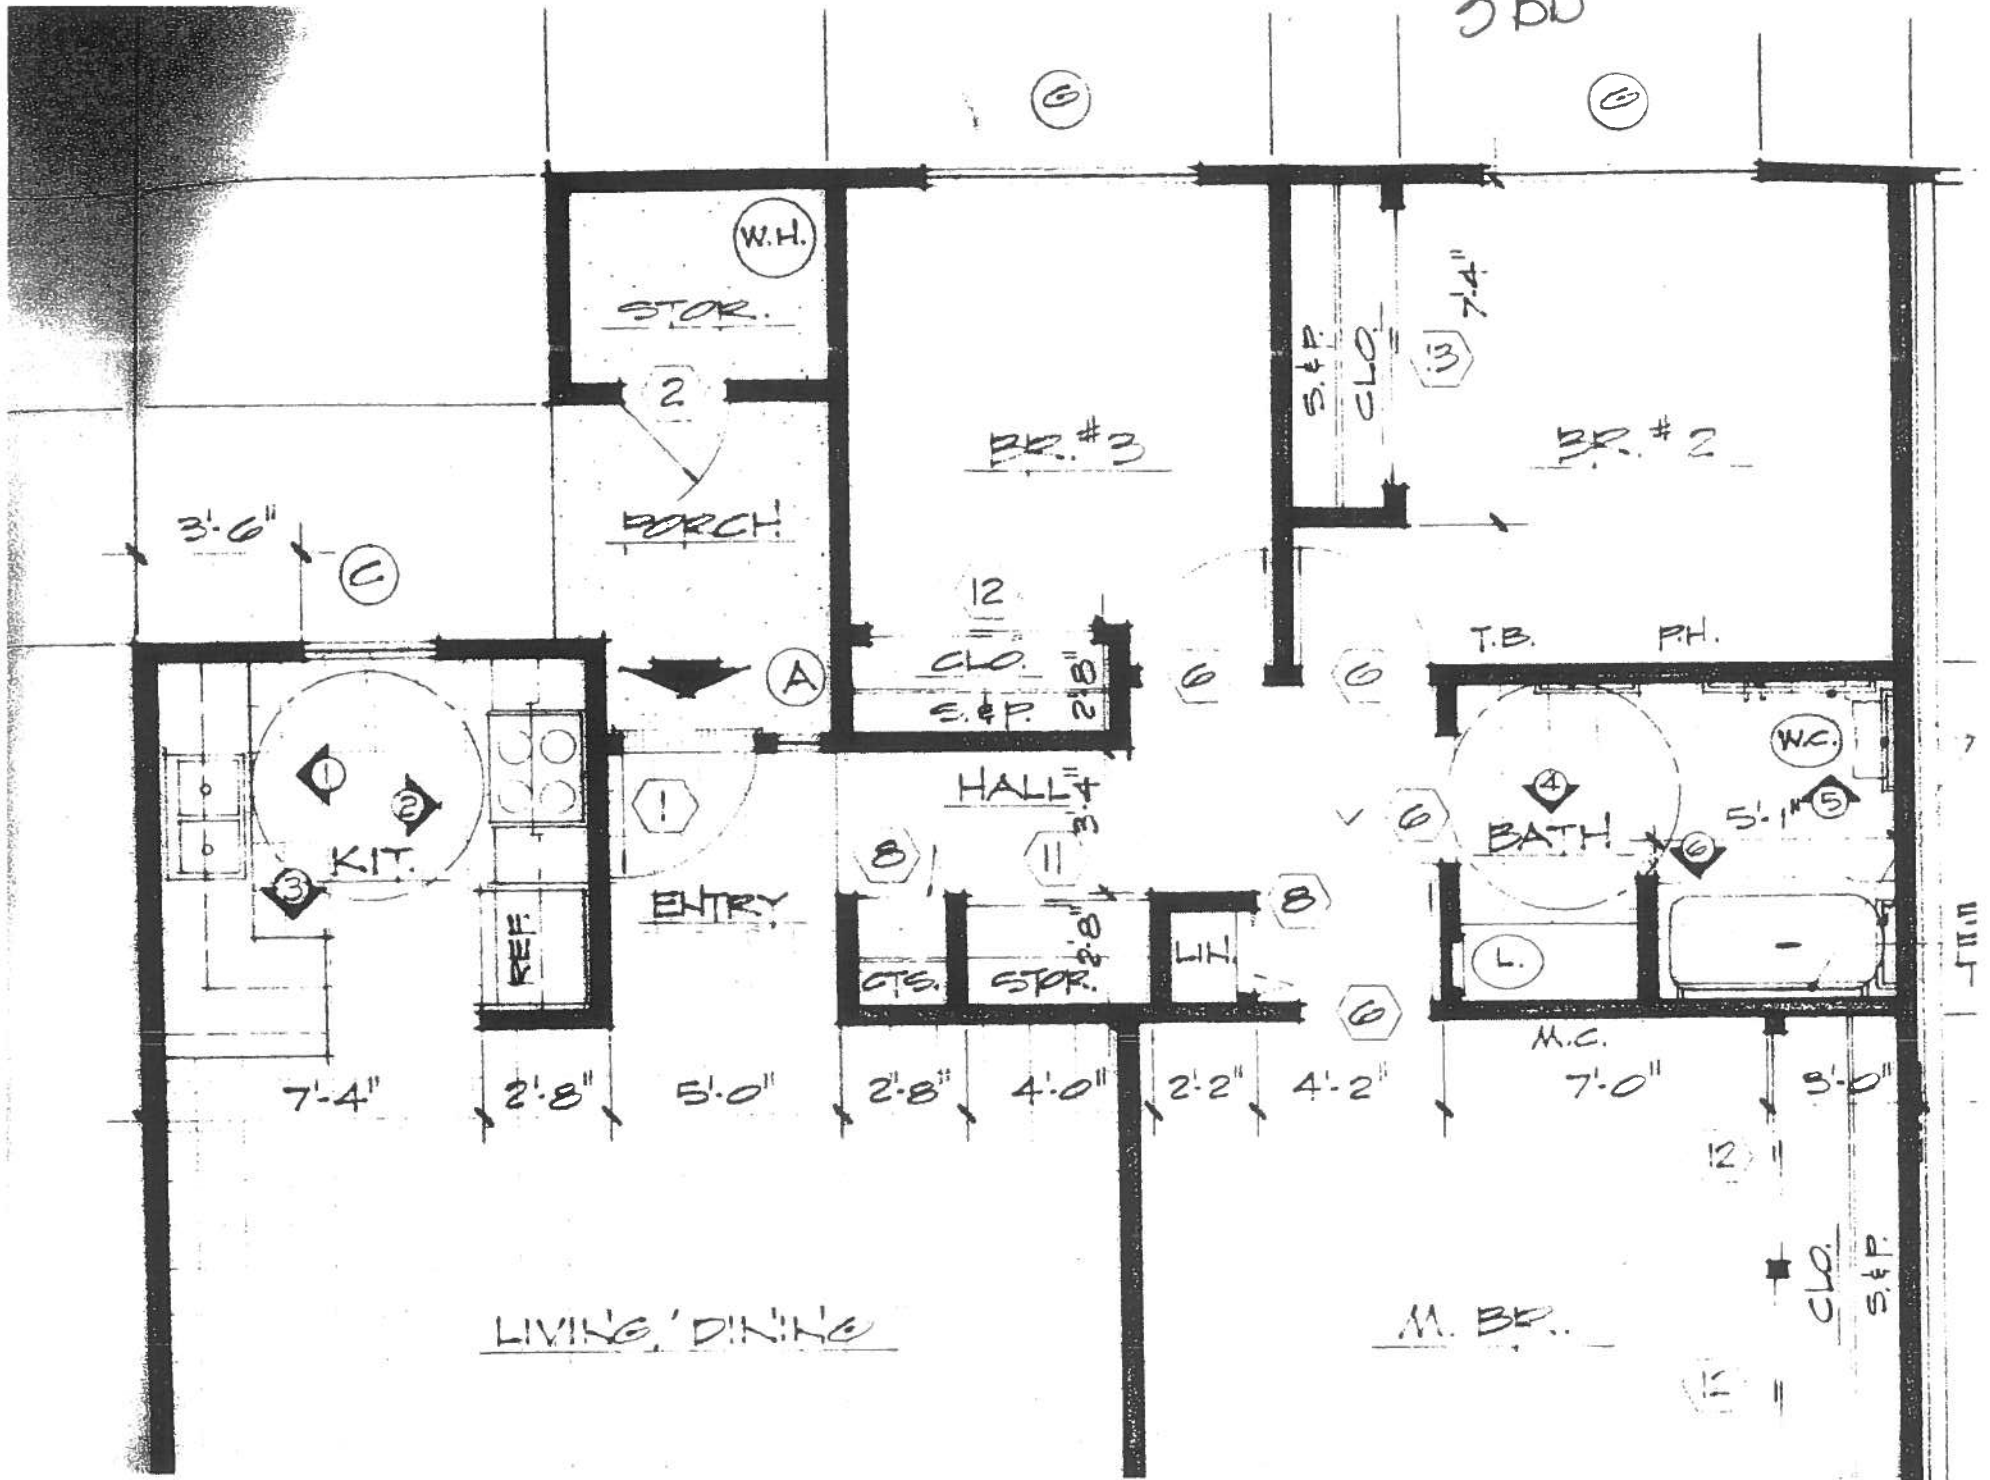 G
G
W.H.
STOR.
2
7'-4"
S.&P.
CLO.
13
BR. #3
BR. #2
3'-6"
C
PORCH
12
CLO.
S.&P.
2'-8"
6
6
T.B.
P.H.
A
1
2
3
KIT.
REF.
1
ENTRY
HALL
3'-4"
8
11
CTS.
STOR.
2'-8"
LIN.
8
6
6
4
BATH
W.C.
5
5'-1"
6
L.
M.C.
7'-4"
2'-8"
5'-0"
2'-8"
4'-0"
2'-2"
4'-2"
7'-0"
3'-0"
12
CLO.
S.&P.
LIVING / DINING
M. BR.
12